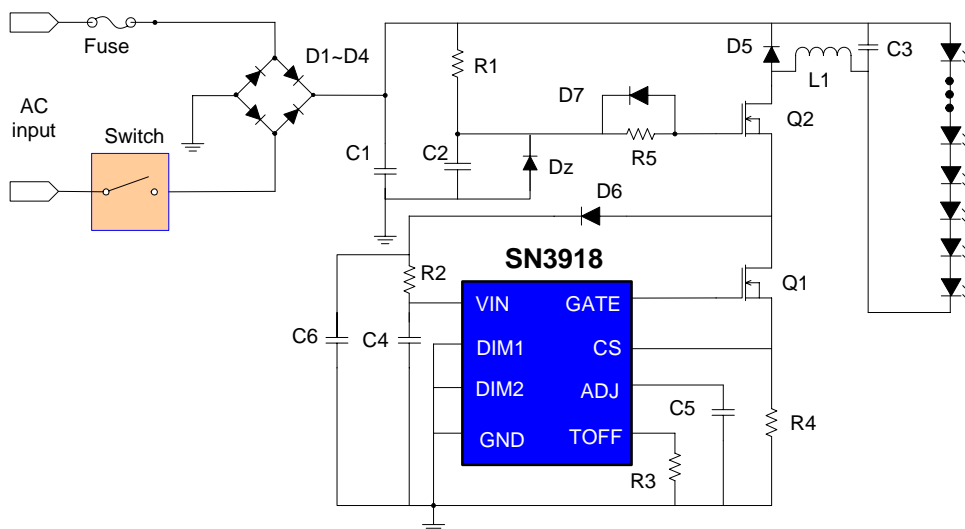 Fuse
D1~D4
AC
input
Switch
R1
C1
C2
Dz
D7
R5
D5
L1
C3
Q2
D6
SN3918
Q1
R2
C6
C4
VIN
GATE
DIM1
CS
DIM2
ADJ
GND
TOFF
C5
R3
R4